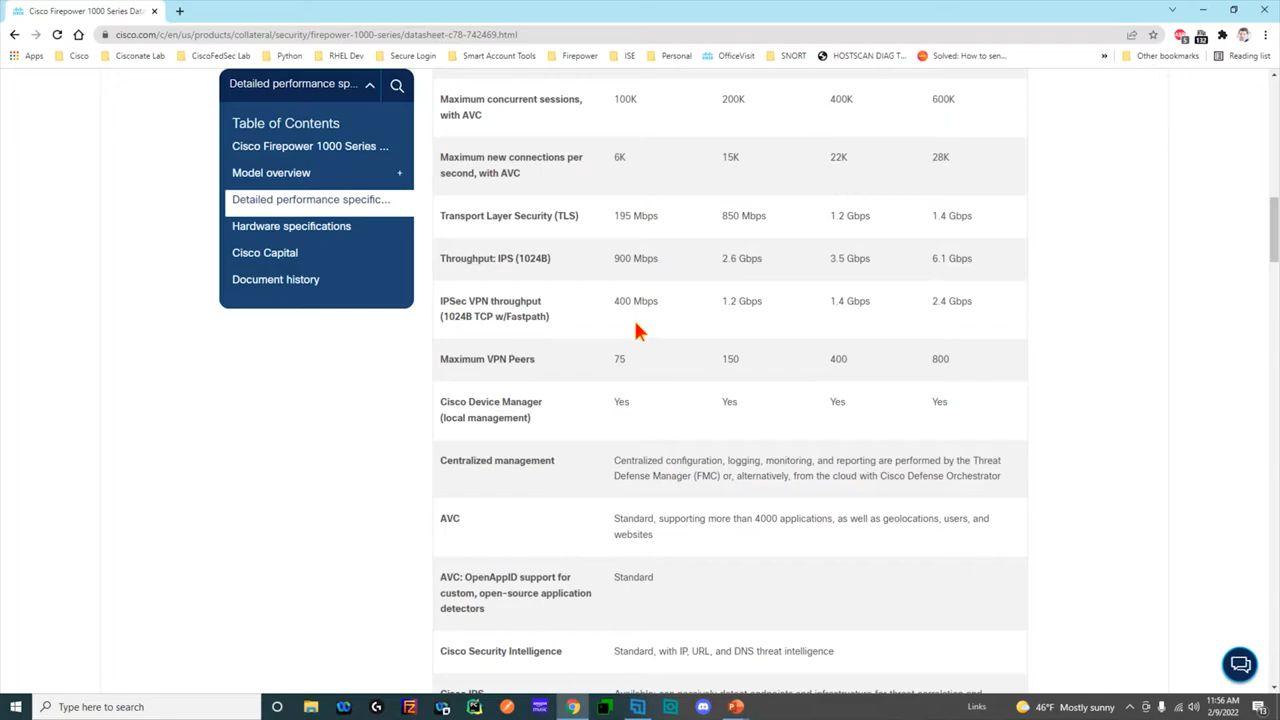 Cisco Firepower 1000 Series Dat
cisco.com/c/en/us/products/collateral/security/firepower-1000-series/datasheet-c78-742469.html
Apps Cisco Cisconate Lab CiscoFedSec Lab Python RHEL Dev Secure Login Smart Account Tools Firepower ISE Personal OfficeVisit SNORT HOSTSCAN DIAG T... Solved: How to sen... » Other bookmarks Reading list
Detailed performance sp...
Table of Contents
Cisco Firepower 1000 Series ...
Model overview +
Detailed performance specific...
Hardware specifications
Cisco Capital
Document history
Maximum concurrent sessions, 100K 200K 400K 600K
with AVC
Maximum new connections per 6K 15K 22K 28K
second, with AVC
Transport Layer Security (TLS) 195 Mbps 850 Mbps 1.2 Gbps 1.4 Gbps
Throughput: IPS (1024B) 900 Mbps 2.6 Gbps 3.5 Gbps 6.1 Gbps
IPSec VPN throughput 400 Mbps 1.2 Gbps 1.4 Gbps 2.4 Gbps
(1024B TCP w/Fastpath)
Maximum VPN Peers 75 150 400 800
Cisco Device Manager Yes Yes Yes Yes
(local management)
Centralized management Centralized configuration, logging, monitoring, and reporting are performed by the Threat
Defense Manager (FMC) or, alternatively, from the cloud with Cisco Defense Orchestrator
AVC Standard, supporting more than 4000 applications, as well as geolocations, users, and
websites
AVC: OpenAppID support for Standard
custom, open-source application
detectors
Cisco Security Intelligence Standard, with IP, URL, and DNS threat intelligence
Type here to search
Links
46°F Mostly sunny
11:56 AM
2/9/2022